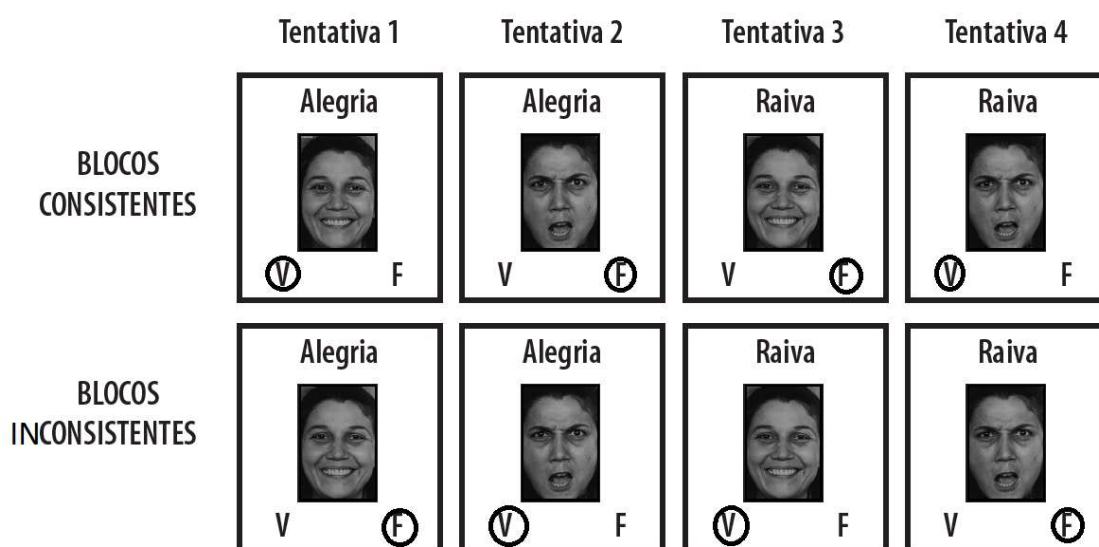 Tentativa 1 Tentativa 2 Tentativa 3 Tentativa 4
BLOCOS
CONSISTENTES
Alegria Alegria Raiva Raiva
V F V F V F V F
BLOCOS
INCONSISTENTES
Alegria Alegria Raiva Raiva
V F V F V F V F